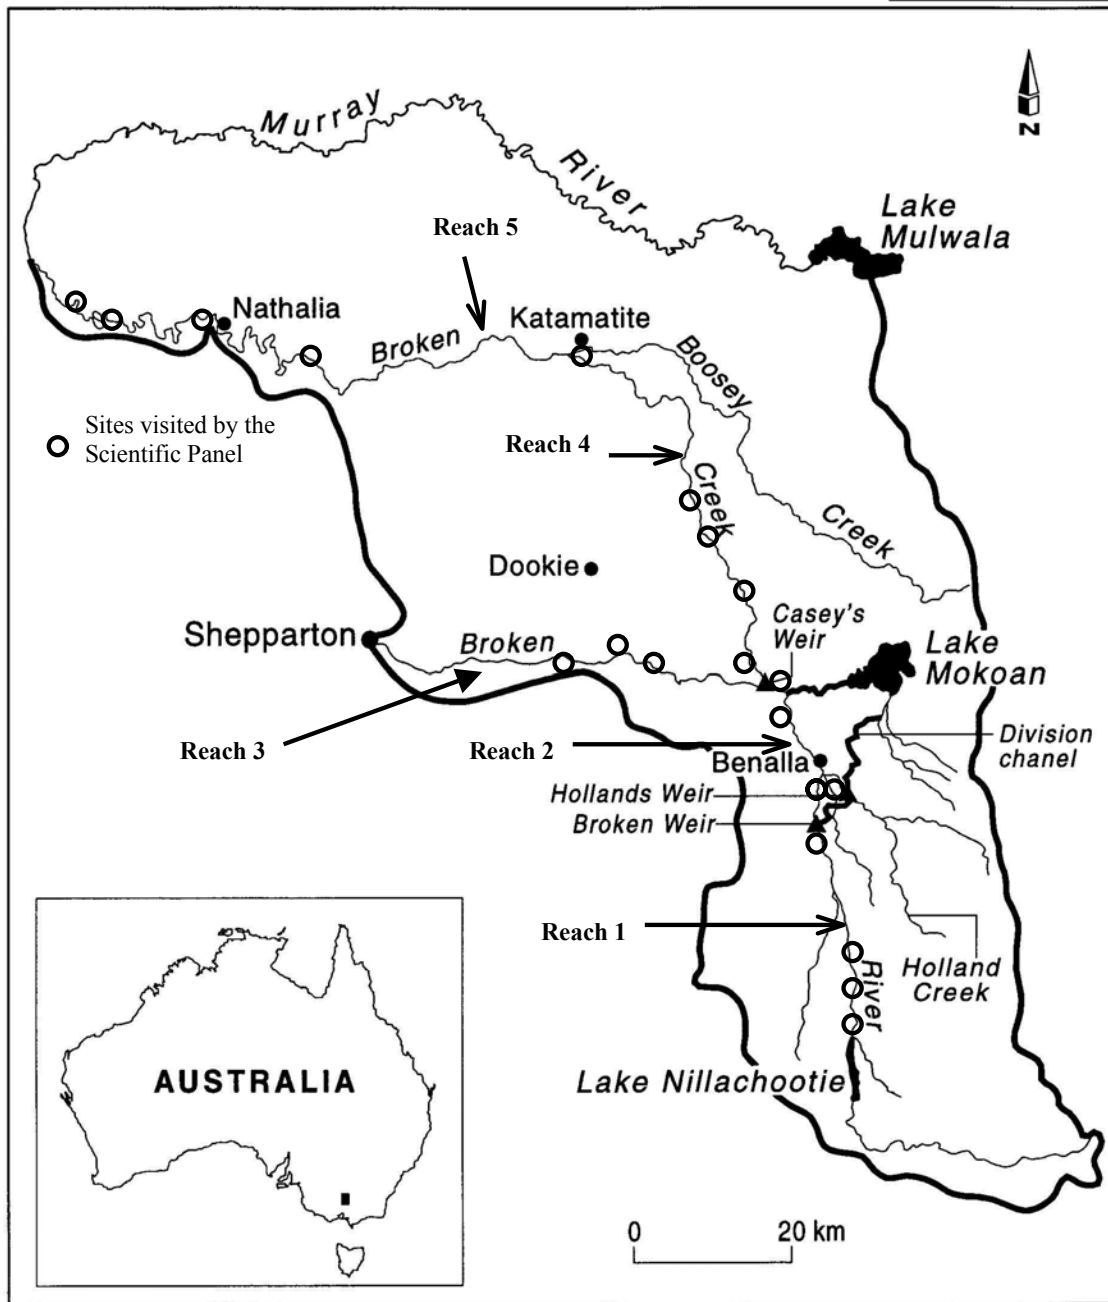 N
Murray
River
Lake
Mulwala
Reach 5
Nathalia
Katamatite
Broken
Boosey
Sites visited by the
Scientific Panel
Reach 4
Creek
Creek
Dookie
Casey's
Weir
Shepparton
Broken
Lake
Mokoan
Reach 3
Reach 2
Division
chanel
Benalla
Hollands Weir
Broken Weir
Reach 1
River
Holland
Creek
Lake Nillachootie
AUSTRALIA
0 20 km